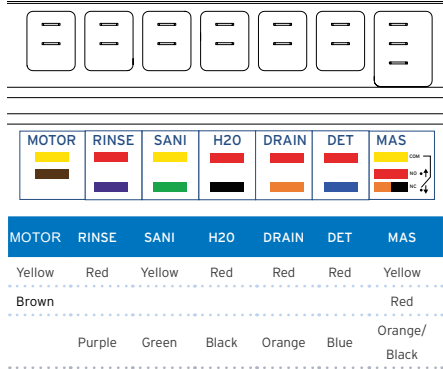 MOTOR RINSE SANI H20 DRAIN DET MAS
COM
NO
NC
MOTOR RINSE SANI H20 DRAIN DET MAS
Yellow Red Yellow Red Red Red Yellow
Brown Red
Purple Green Black Orange Blue Orange/
Black